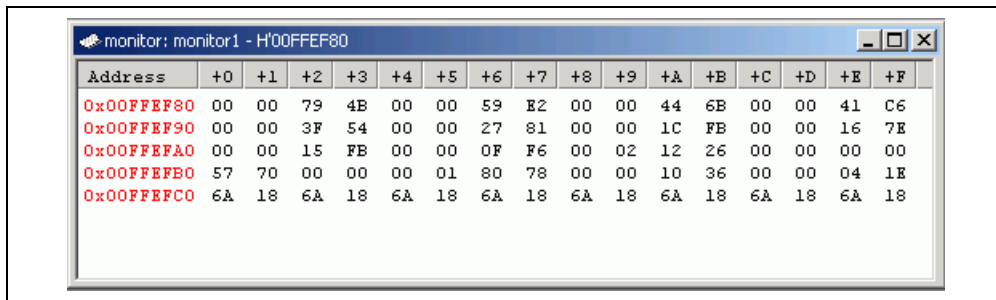 monitor: monitor1 - H'00FFEF80
Address +0 +1 +2 +3 +4 +5 +6 +7 +8 +9 +A +B +C +D +E +F
0x00FFEF80 00 00 79 4B 00 00 59 E2 00 00 44 6B 00 00 41 C6
0x00FFEF90 00 00 3F 54 00 00 27 81 00 00 1C FB 00 00 16 7E
0x00FFEFA0 00 00 15 FB 00 00 0F F6 00 02 12 26 00 00 00 00
0x00FFEFB0 57 70 00 00 00 01 80 78 00 00 10 36 00 00 04 1E
0x00FFEFC0 6A 18 6A 18 6A 18 6A 18 6A 18 6A 18 6A 18 6A 18